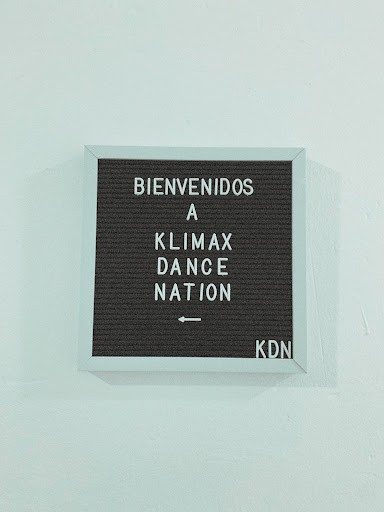 BIENVENIDOS
A
KLIMAX
DANCE
NATION
←
KDN